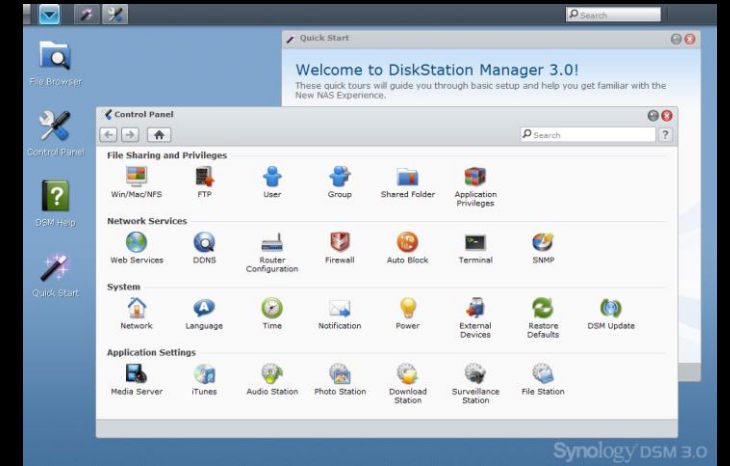 Search
Quick Start
File Browser
Welcome to DiskStation Manager 3.0!
These quick tours will guide you through basic setup and help you get familiar with the
New NAS Experience.
Control Panel
Search
?
Control Panel
File Sharing and Privileges
Win/Mac/NFS FTP User Group Shared Folder Application
Privileges
DSM Help
Network Services
Web Services DDNS Router
Configuration Firewall Auto Block Terminal SNMP
Quick Start
System
Network Language Time Notification Power External
Devices Restore
Defaults DSM Update
Application Settings
Media Server iTunes Audio Station Photo Station Download
Station Surveillance
Station File Station
Synology DSM 3.0